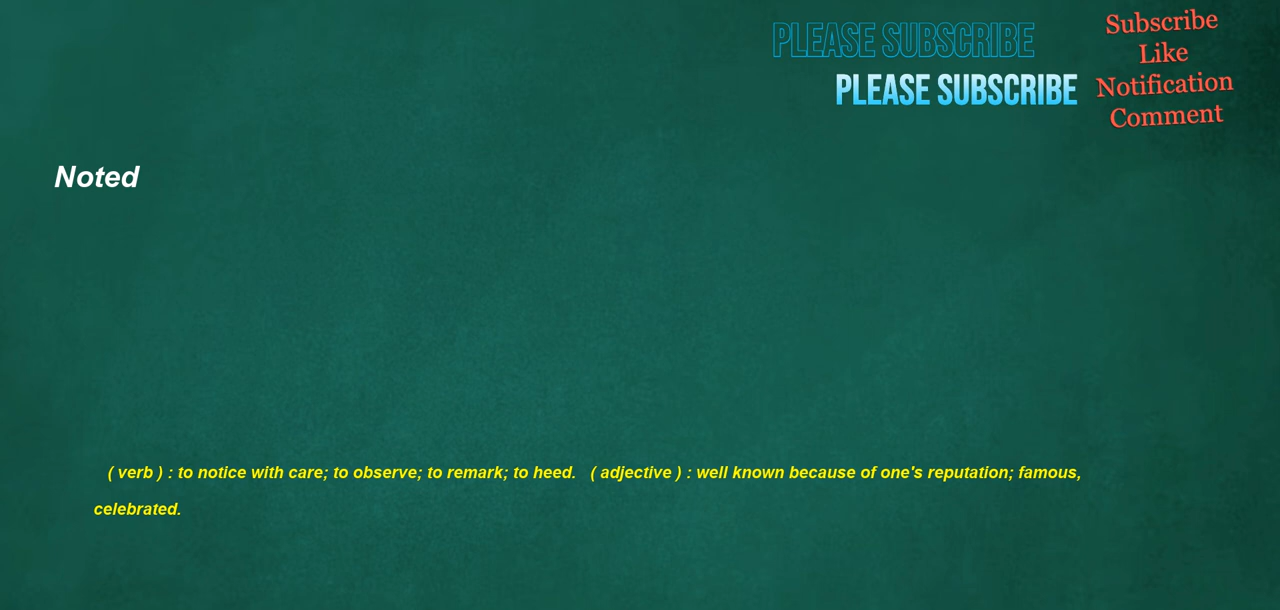 PLEASE SUBSCRIBE
PLEASE SUBSCRIBE
Subscribe
Like
Notification
Comment
Noted
( verb ) : to notice with care; to observe; to remark; to heed. ( adjective ) : well known because of one's reputation; famous,
celebrated.